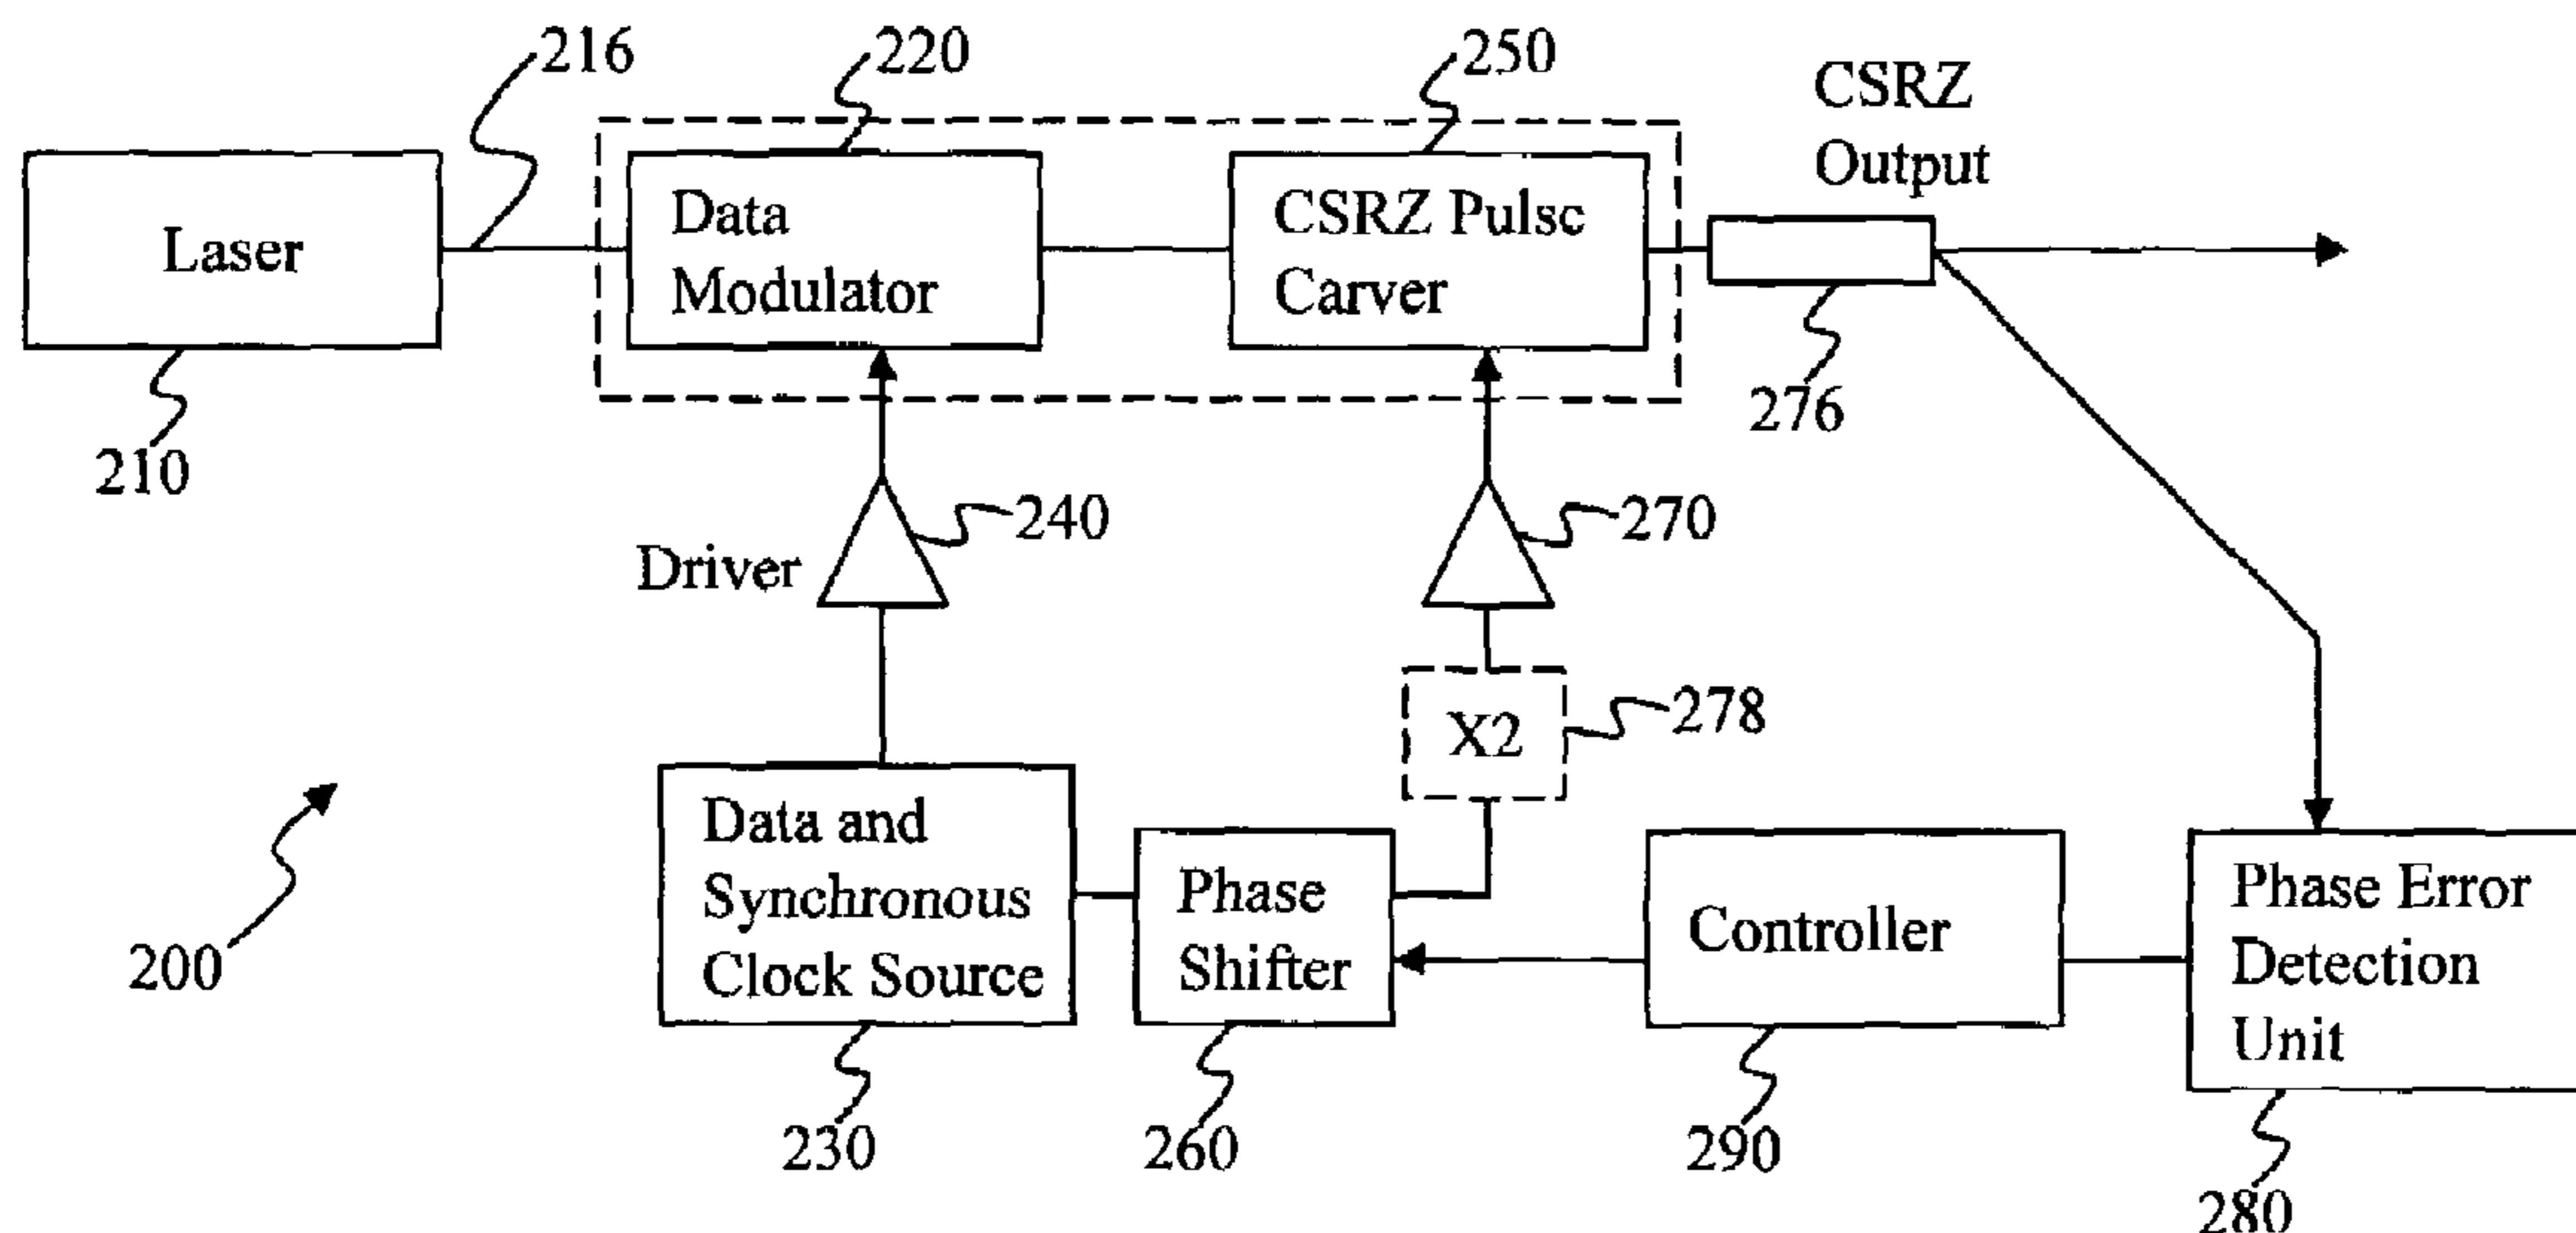 216
220
250
CSRZ
Output
Laser
Data
Modulator
CSRZ Pulse
Carver
276
210
Driver
240
270
X2
278
200
Data and
Synchronous
Clock Source
Phase
Shifter
Controller
Phase Error
Detection
Unit
230
260
290
280